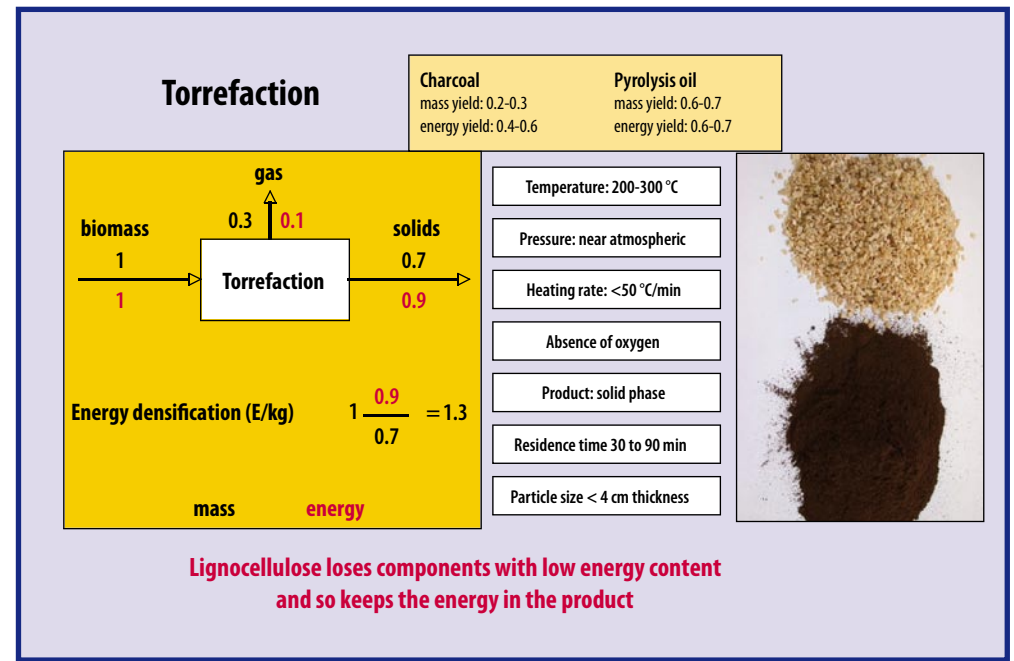 Torrefaction
Charcoal
mass yield: 0.2-0.3
energy yield: 0.4-0.6
Pyrolysis oil
mass yield: 0.6-0.7
energy yield: 0.6-0.7
gas
0.3 0.1
biomass
1
1
Torrefaction
solids
0.7
0.9
Energy densification (E/kg) 1 0.9 = 1.3
0.7
mass energy
Temperature: 200-300 °C
Pressure: near atmospheric
Heating rate: <50 °C/min
Absence of oxygen
Product: solid phase
Residence time 30 to 90 min
Particle size < 4 cm thickness
Lignocellulose loses components with low energy content
and so keeps the energy in the product